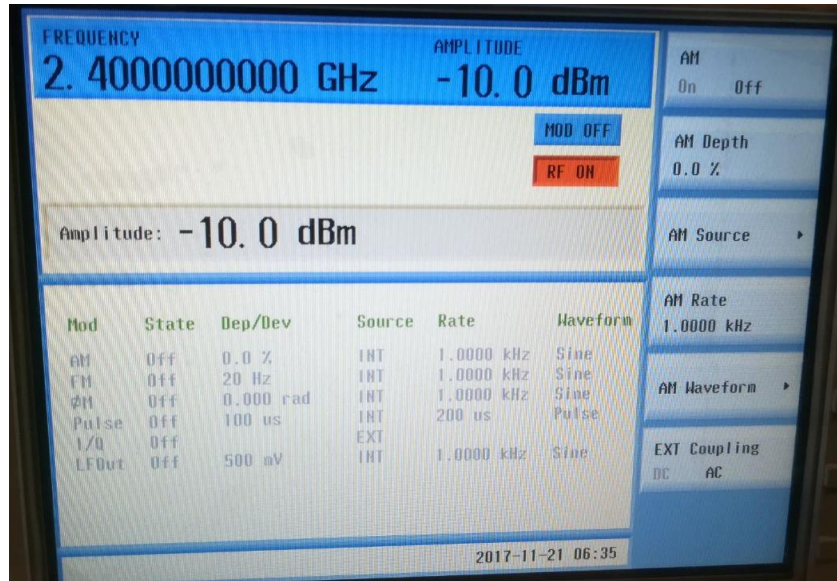 FREQUENCY AMPLITUDE
2.4000000000 GHz -10.0 dBm
MOD OFF
RF ON
Amplitude: -10.0 dBm
Mod State Dep/Dev Source Rate Waveform
AM Off 0.0 % INT 1.0000 kHz Sine
FM Off 20 Hz INT 1.0000 kHz Sine
ØM Off 0.000 rad INT 1.0000 kHz Sine
Pulse Off 100 us INT 200 us Pulse
I/Q Off EXT
LFOut Off 500 mV INT 1.0000 kHz Sine
2017-11-21 06:35
AM
On Off
AM Depth
0.0 %
AM Source
AM Rate
1.0000 kHz
AM Waveform
EXT Coupling
DC AC